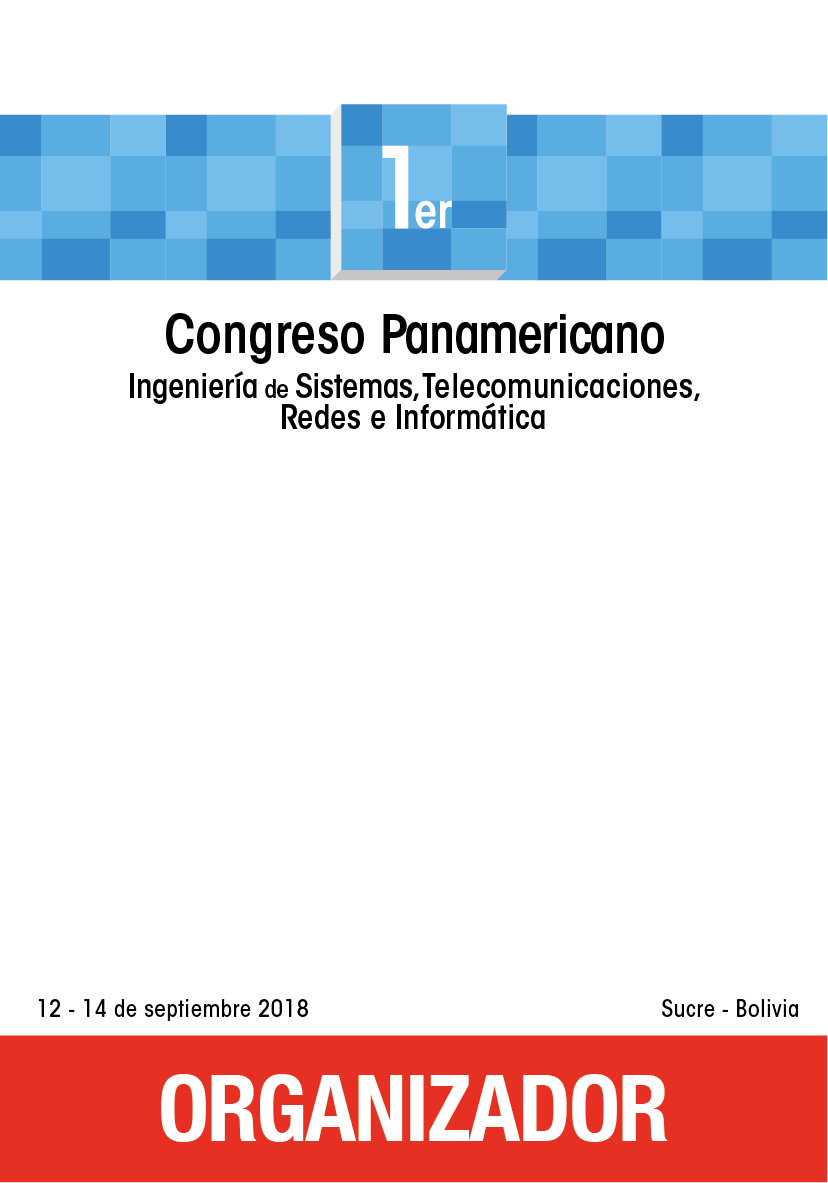 1er
Congreso Panamericano
Ingeniería de Sistemas, Telecomunicaciones,
Redes e Informática
12 - 14 de septiembre 2018
Sucre - Bolivia
ORGANIZADOR